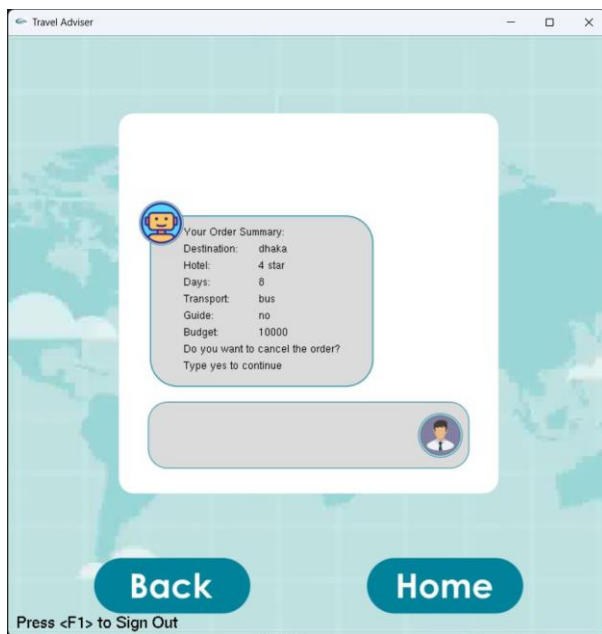 Travel Adviser
Your Order Summary:
Destination: dhaka
Hotel: 4 star
Days: 8
Transport: bus
Guide: no
Budget: 10000
Do you want to cancel the order?
Type yes to continue
Back
Home
Press <F1> to Sign Out